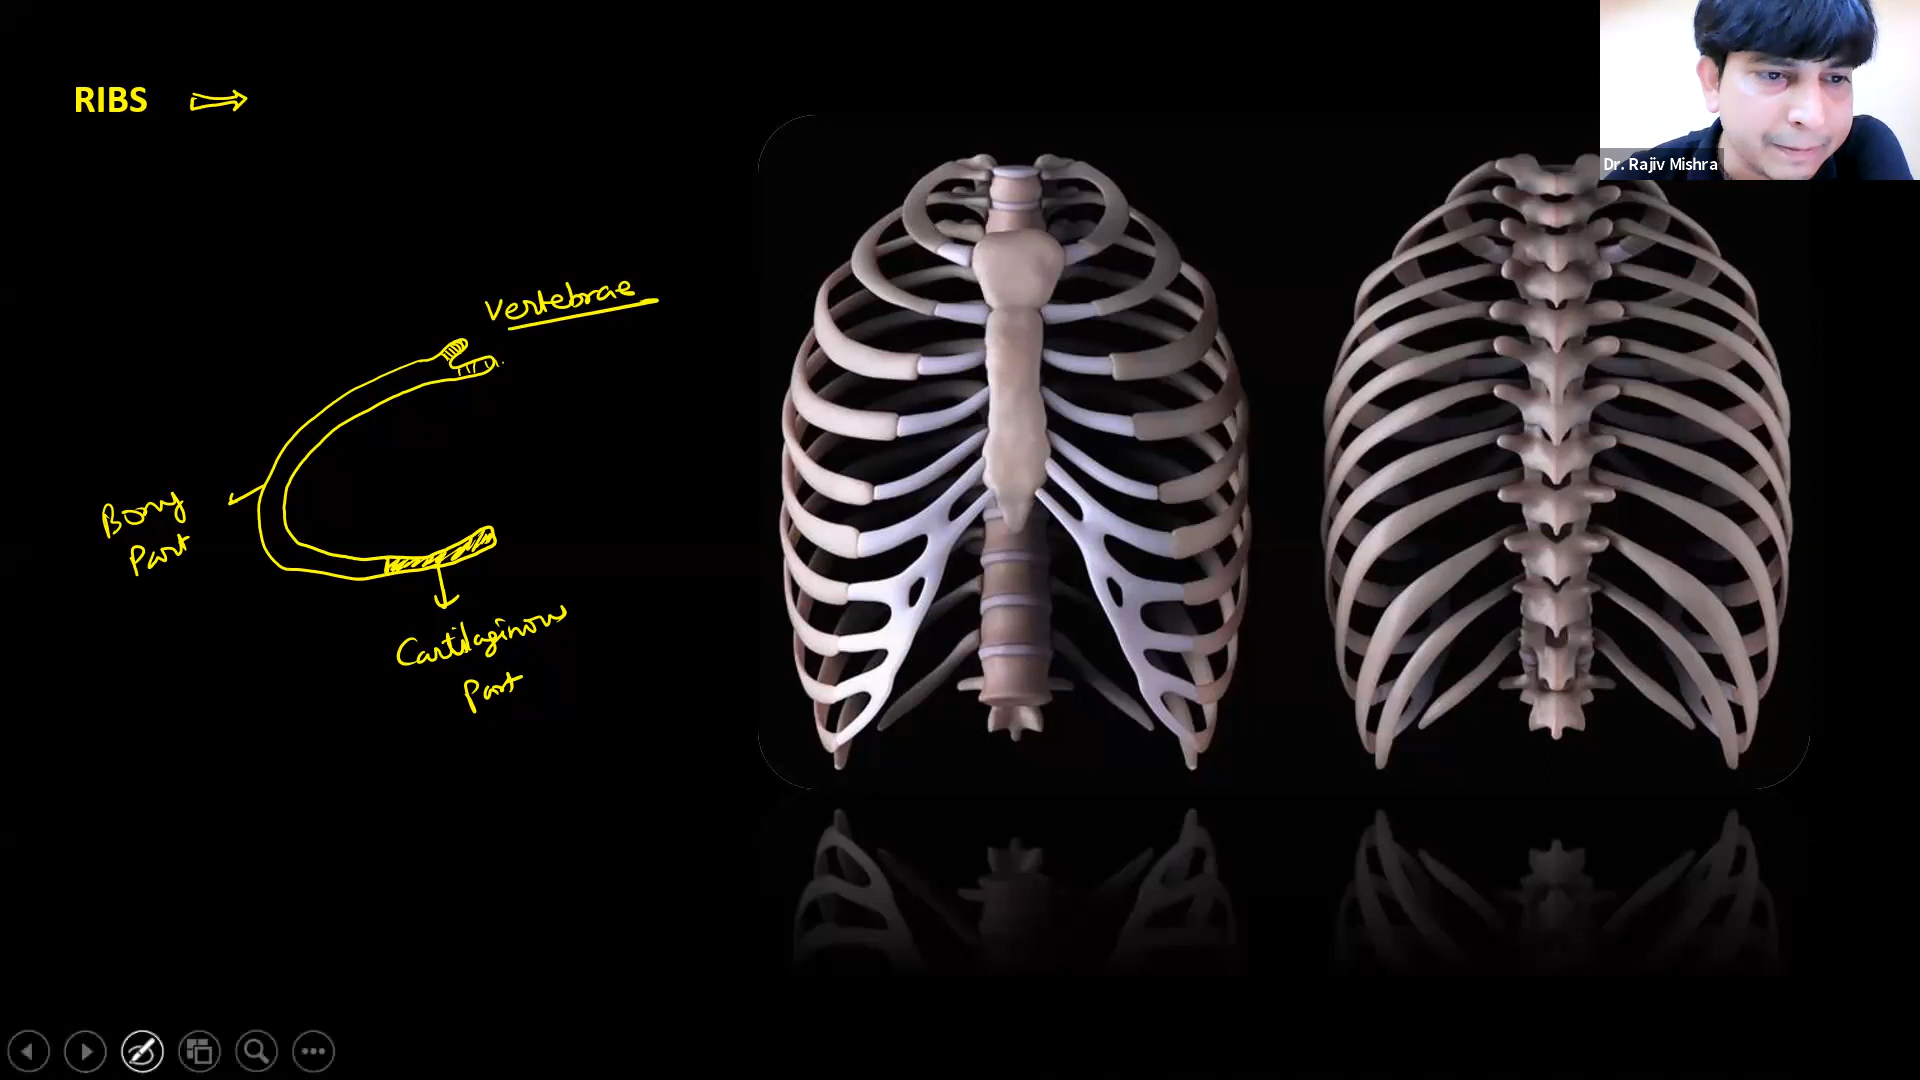 RIBS
Dr. Rajiv Mishra
Vertebrae
Bony
Part
Cartilaginous
Part